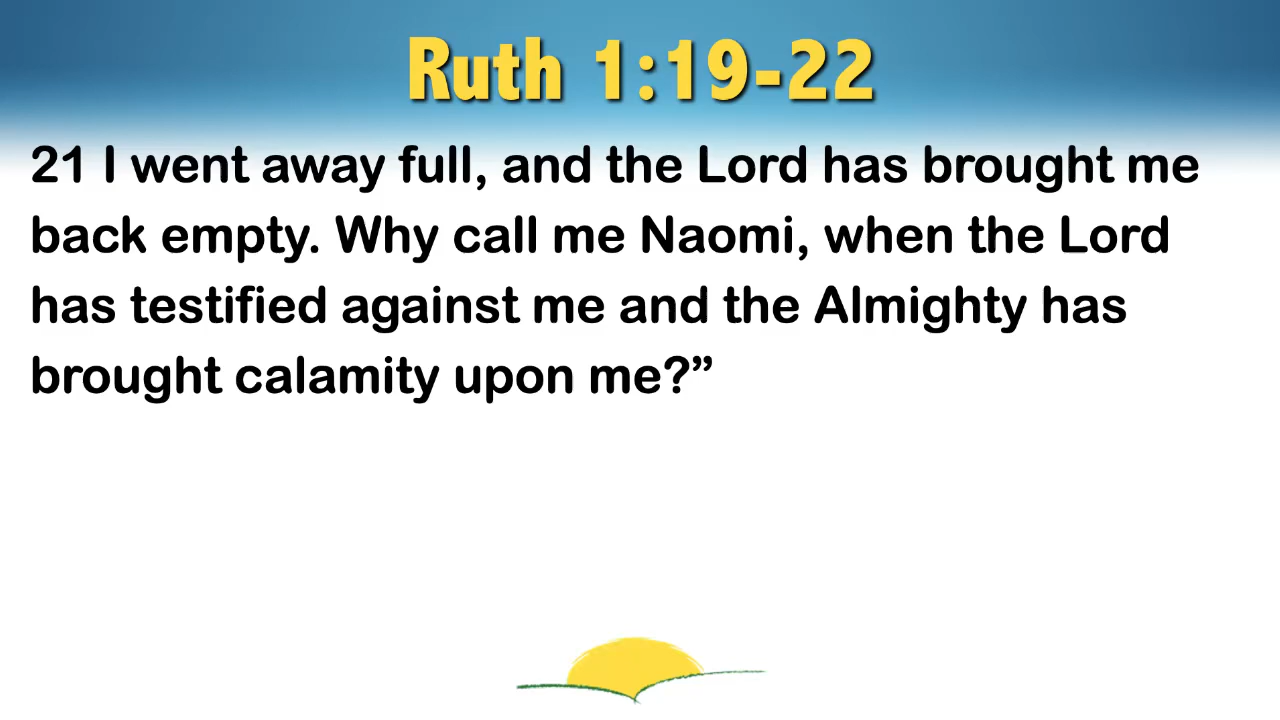 Ruth 1:19-22
21 I went away full, and the Lord has brought me
back empty. Why call me Naomi, when the Lord
has testified against me and the Almighty has
brought calamity upon me?”